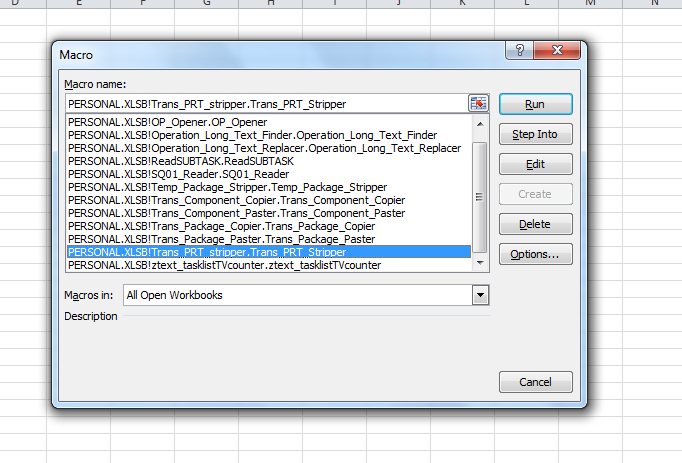 D E F G H I J K L M N
Macro
?
Macro name:
PERSONAL.XLSB!Trans_PRT_stripper.Trans_PRT_Stripper
Run
PERSONAL.XLSB!OP_Opener.OP_Opener
PERSONAL.XLSB!Operation_Long_Text_Finder.Operation_Long_Text_Finder
Step Into
PERSONAL.XLSB!Operation_Long_Text_Replacer.Operation_Long_Text_Replacer
PERSONAL.XLSB!ReadSUBTASK.ReadSUBTASK
Edit
PERSONAL.XLSB!SQ01_Reader.SQ01_Reader
PERSONAL.XLSB!Temp_Package_Stripper.Temp_Package_Stripper
Create
PERSONAL.XLSB!Trans_Component_Copier.Trans_Component_Copier
PERSONAL.XLSB!Trans_Component_Paster.Trans_Component_Paster
PERSONAL.XLSB!Trans_Package_Copier.Trans_Package_Copier
Delete
PERSONAL.XLSB!Trans_Package_Paster.Trans_Package_Paster
PERSONAL.XLSB!Trans_PRT_stripper.Trans_PRT_Stripper
Options...
PERSONAL.XLSB!ztext_tasklistTVcounter.ztext_tasklistTVcounter
Macros in:
All Open Workbooks
Description
Cancel